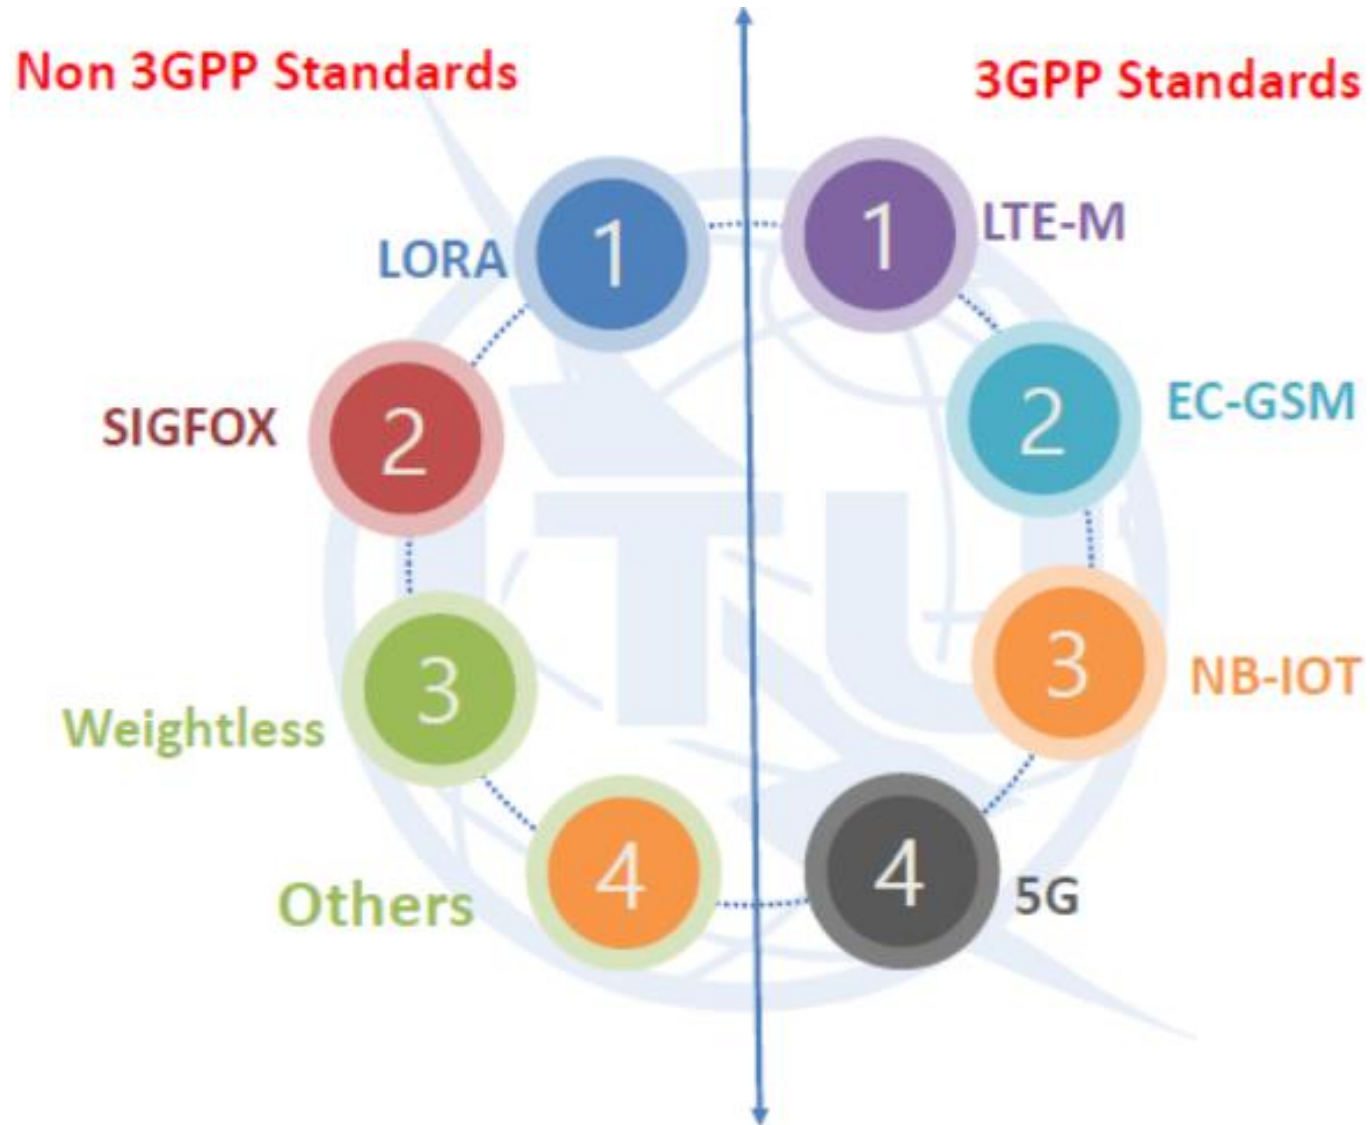 Non 3GPP Standards
3GPP Standards
1
LORA
2
SIGFOX
3
Weightless
4
Others
1
LTE-M
2
EC-GSM
3
NB-IOT
4
5G
ITU